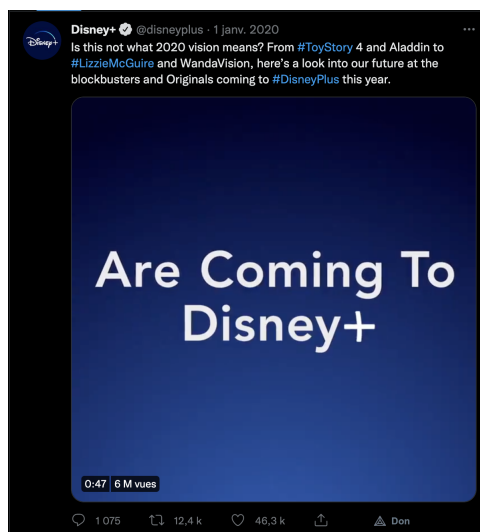 Disney+ @disneyplus · 1 janv. 2020
Is this not what 2020 vision means? From #ToyStory 4 and Aladdin to
#LizzieMcGuire and WandaVision, here's a look into our future at the
blockbusters and Originals coming to #DisneyPlus this year.
Disney+
Are Coming To
Disney+
0:47 6 M vues
1 075 12,4 k 46,3 k Don